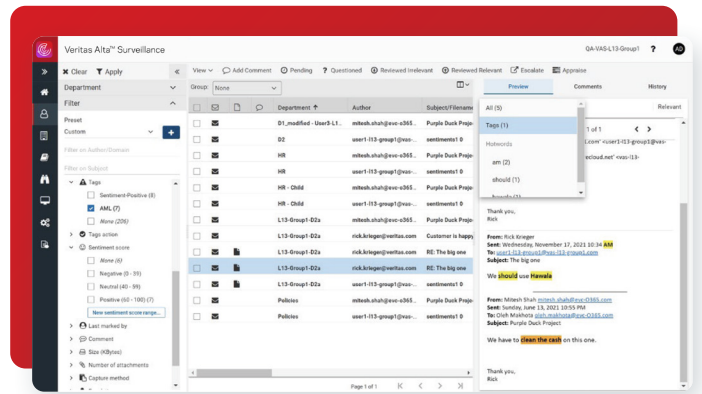 Veritas Alta™ Surveillance
QA-VAS-L13-Group1
?
AD
Clear
Apply
«
View
Add Comment
Pending
? Questioned
Reviewed Irrelevant
Reviewed Relevant
Escalate
Appraise
Department
Filter
Preset
Custom
+
Filter on Author/Domain
Filter on Subject
Tags
Sentiment-Positive (8)
AML (7)
None (206)
Tags action
Sentiment score
None (6)
Negative (0 - 39)
Neutral (40 - 59)
Positive (60 - 100) (7)
New sentiment score range...
Last marked by
Comment
Size (KBytes)
Number of attachments
Capture method
Group: None
Department ↑ Author Subject/Filename
D1_modified - User3-L1.. mitesh.shah@exc-o365.. Purple Duck Projec
D2 user1-l13-group1@vas-... sentiments1 0
HR mitesh.shah@exc-o365.. Purple Duck Projec
HR user1-l13-group1@vas-... sentiments1 0
HR - Child mitesh.shah@exc-o365.. Purple Duck Projec
HR - Child user1-l13-group1@vas-... sentiments1 0
L13-Group1-D2a mitesh.shah@exc-o365.. Purple Duck Projec
L13-Group1-D2a rick.krieger@veritas.com Customer is happy
L13-Group1-D2a rick.krieger@veritas.com RE: The big one
L13-Group1-D2a rick.krieger@veritas.com RE: The big one
L13-Group1-D2a user1-l13-group1@vas-... sentiments1 0
Policies mitesh.shah@exc-o365.. Purple Duck Projec
Policies user1-l13-group1@vas-... sentiments1 0
Page 1 of 1
Preview
Comments
History
Relevant
All (5)
Tags (1)
Hotwords
am (2)
should (1)
hawala (1)
1 of 1
.com' <user1-l13-group1@vas-
ecloud.net' <vas-l13-
Thank you,
Rick
From: Rick Krieger
Sent: Wednesday, November 17, 2021 10:34 AM
To: user1-l13-group1@vas-l13-group1.com
Subject: The big one
We should use Hawala
From: Mitesh Shah mitesh.shah@exc-O365.com
Sent: Sunday, June 13, 2021 10:55 PM
To: Oleh Makhota oleh.makhota@exc-O365.com
Subject: Purple Duck Project
We have to clean the cash on this one.
Thank you,
Rick